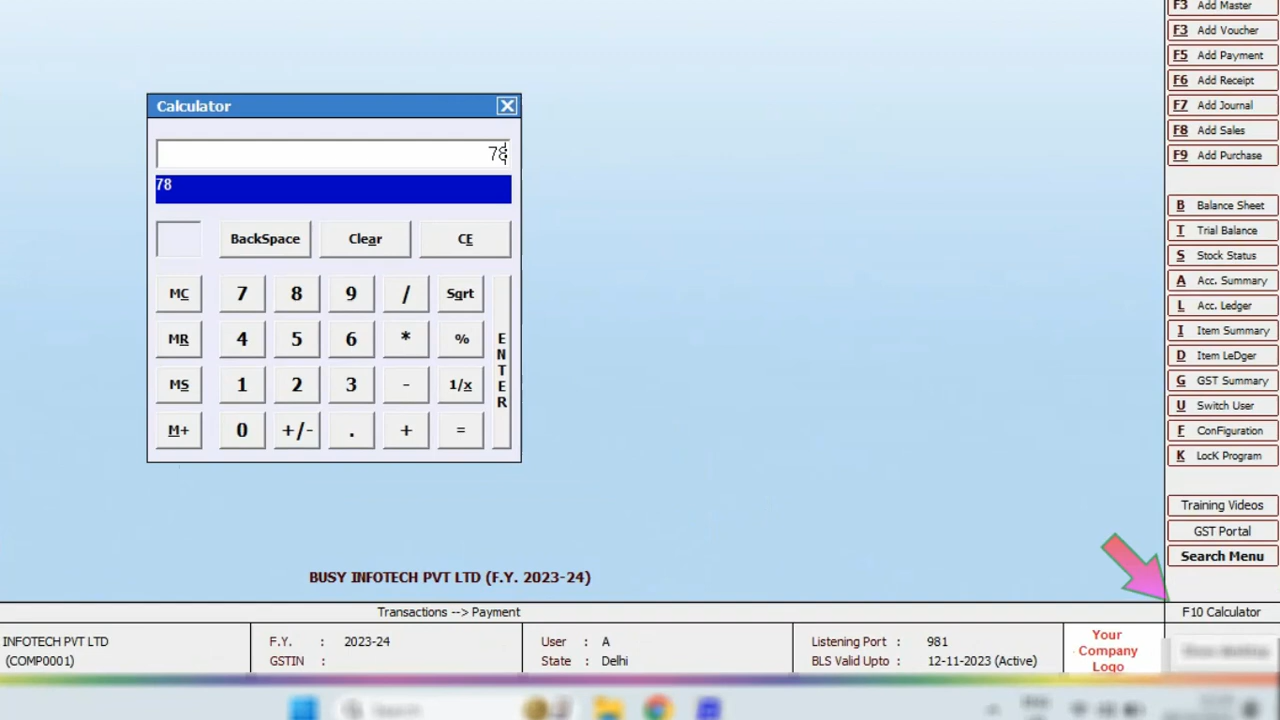 F3 Add Master
F3 Add Voucher
F5 Add Payment
F6 Add Receipt
F7 Add Journal
F8 Add Sales
F9 Add Purchase
Calculator
78
78
BackSpace Clear CE
MC 7 8 9 / Sqrt
MR 4 5 6 * %
MS 1 2 3 - 1/x
M+ 0 +/- . + =
ENTER
B Balance Sheet
T Trial Balance
S Stock Status
A Acc. Summary
L Acc. Ledger
I Item Summary
D Item LeDger
G GST Summary
U Switch User
F ConFiguration
K LocK Program
Training Videos
GST Portal
Search Menu
BUSY INFOTECH PVT LTD (F.Y. 2023-24)
Transactions --> Payment
F10 Calculator
INFOTECH PVT LTD
(COMP0001)
F.Y. : 2023-24
GSTIN :
User : A
State : Delhi
Listening Port : 981
BLS Valid Upto : 12-11-2023 (Active)
Your
Company
Logo
Search